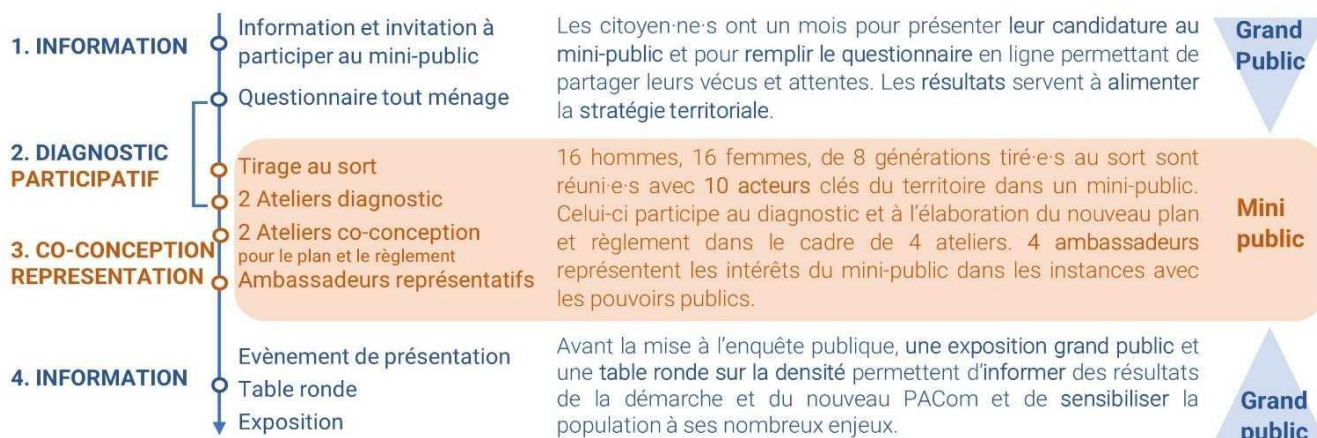 1. INFORMATION
Information et invitation à
participer au mini-public
Questionnaire tout ménage
Les citoyen·ne·s ont un mois pour présenter leur candidature au
mini-public et pour remplir le questionnaire en ligne permettant de
partager leurs vécus et attentes. Les résultats servent à alimenter
la stratégie territoriale.
Grand
Public
2. DIAGNOSTIC
PARTICIPATIF
Tirage au sort
2 Ateliers diagnostic
3. CO-CONCEPTION
REPRESENTATION
2 Ateliers co-conception
pour le plan et le règlement
Ambassadeurs représentatifs
16 hommes, 16 femmes, de 8 générations tiré·e·s au sort sont
réuni·e·s avec 10 acteurs clés du territoire dans un mini-public.
Celui-ci participe au diagnostic et à l'élaboration du nouveau plan
et règlement dans le cadre de 4 ateliers. 4 ambassadeurs
représentent les intérêts du mini-public dans les instances avec
les pouvoirs publics.
Mini
public
4. INFORMATION
Evènement de présentation
Table ronde
Exposition
Avant la mise à l'enquête publique, une exposition grand public et
une table ronde sur la densité permettent d'informer des résultats
de la démarche et du nouveau PACom et de sensibiliser la
population à ses nombreux enjeux.
Grand
public